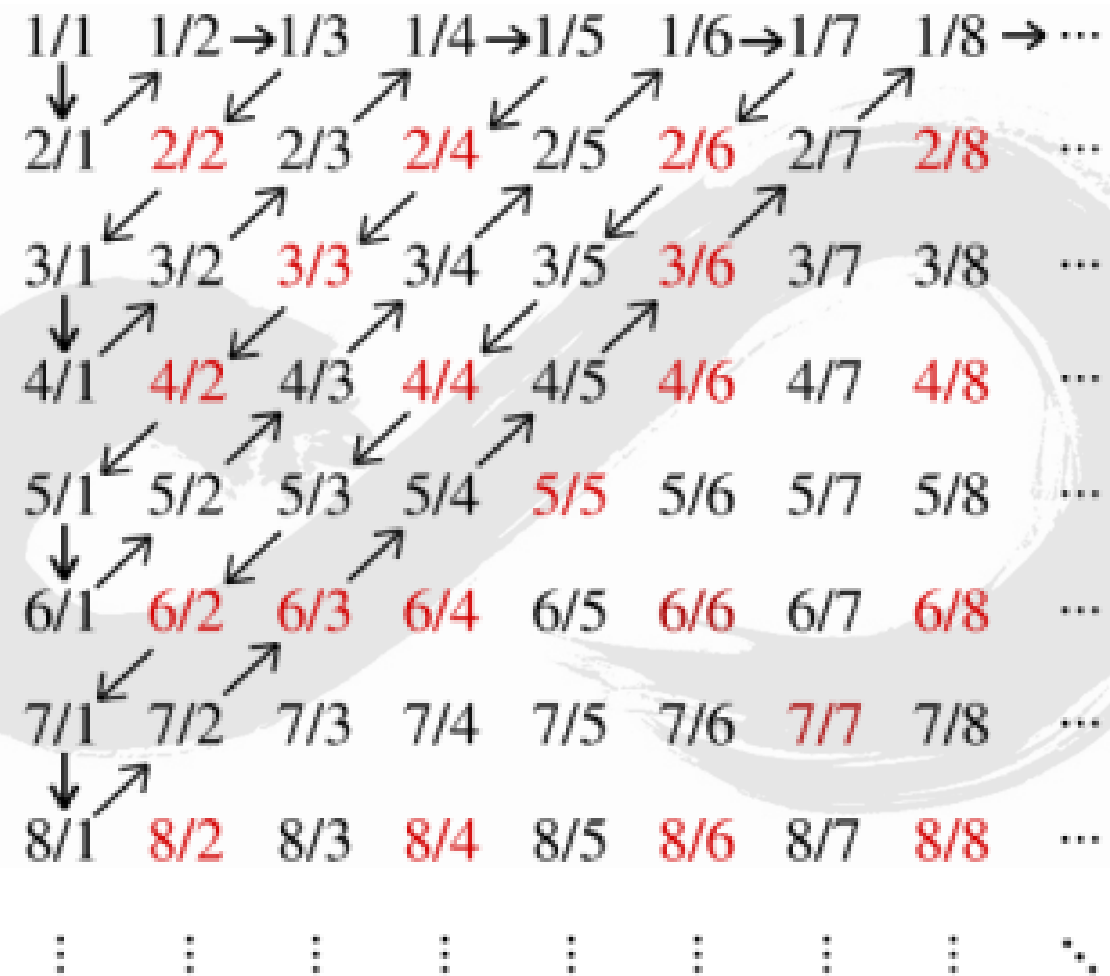 1/1 1/2 →1/3 1/4 →1/5 1/6 →1/7 1/8 → ⋯
2/1 2/2 2/3 2/4 2/5 2/6 2/7 2/8 ⋯
3/1 3/2 3/3 3/4 3/5 3/6 3/7 3/8 ⋯
4/1 4/2 4/3 4/4 4/5 4/6 4/7 4/8 ⋯
5/1 5/2 5/3 5/4 5/5 5/6 5/7 5/8 ⋯
6/1 6/2 6/3 6/4 6/5 6/6 6/7 6/8 ⋯
7/1 7/2 7/3 7/4 7/5 7/6 7/7 7/8 ⋯
8/1 8/2 8/3 8/4 8/5 8/6 8/7 8/8 ⋯
⋮ ⋮ ⋮ ⋮ ⋮ ⋮ ⋮ ⋮ ⋱